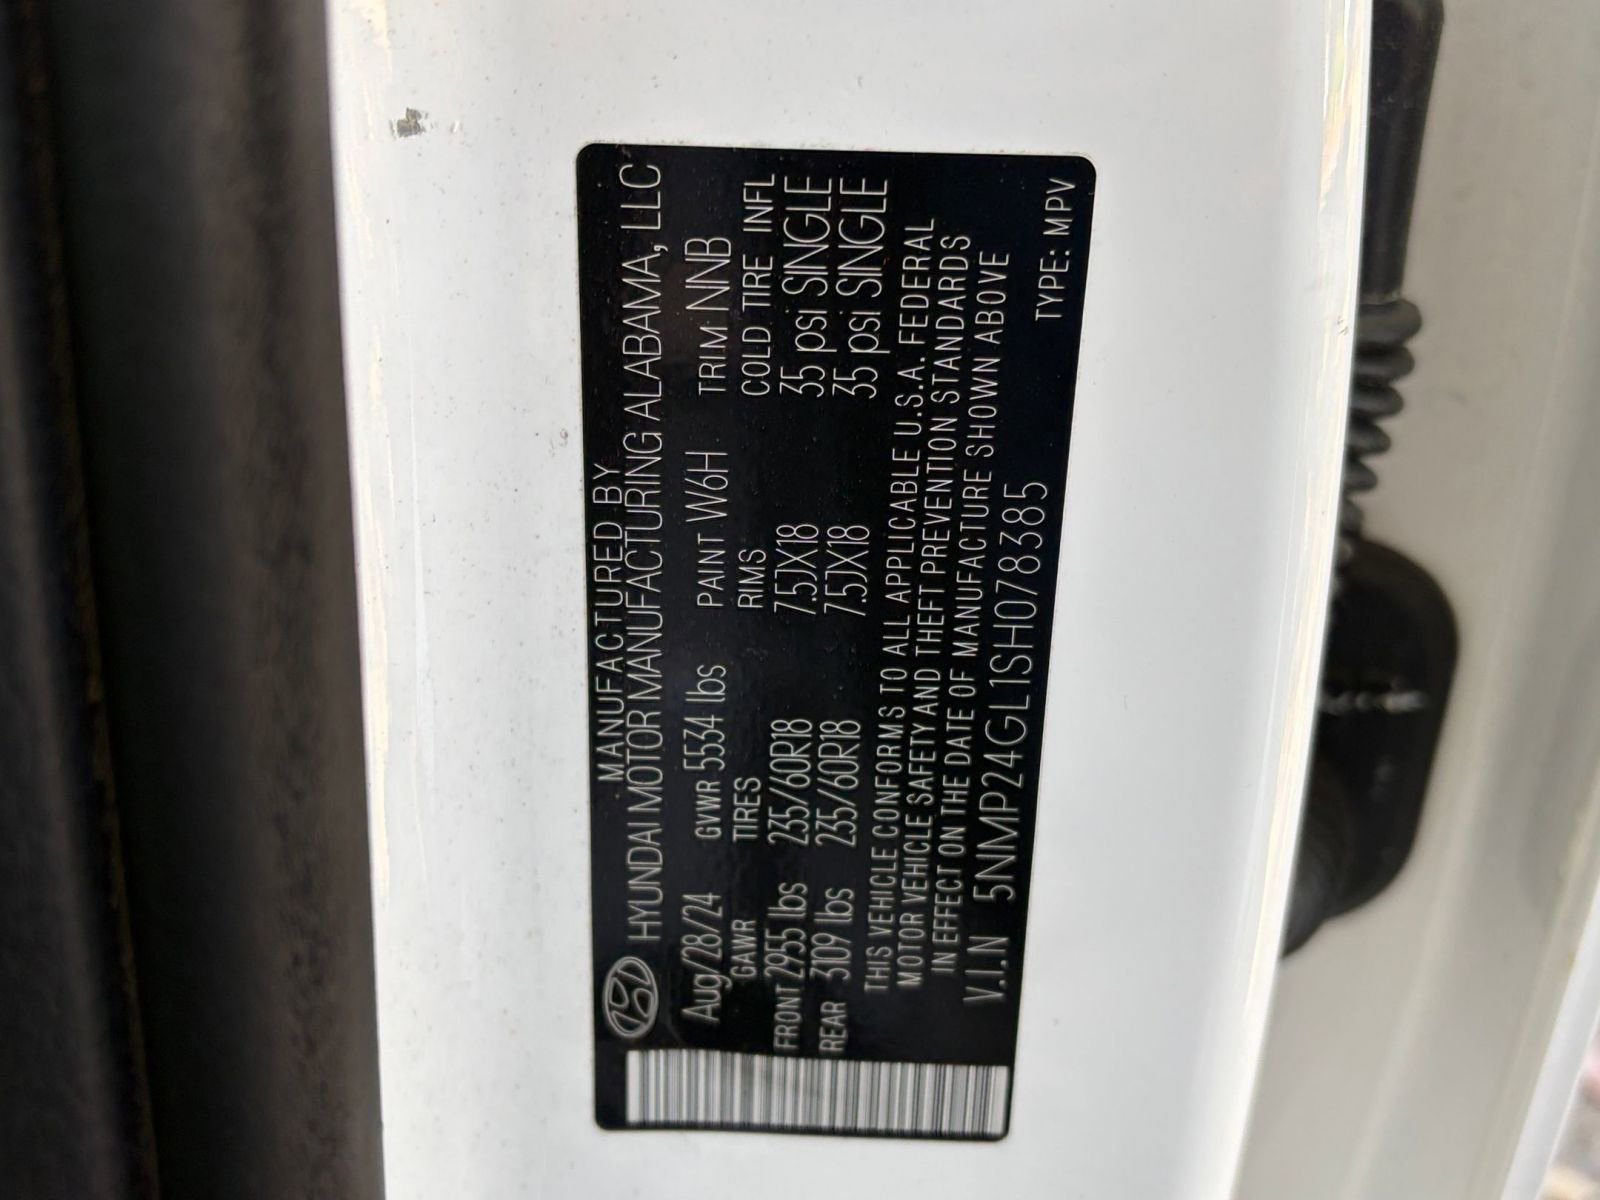 MANUFACTURED BY
HYUNDAI MOTOR MANUFACTURING ALABAMA, LLC
Aug/28/24 GVWR 5534 lbs PAINT W6H TRIM NNB
GAWR TIRES RIMS COLD TIRE INFL
FRONT 2955 lbs 235/60R18 7.5JX18 35 psi SINGLE
REAR 3109 lbs 235/60R18 7.5JX18 35 psi SINGLE
THIS VEHICLE CONFORMS TO ALL APPLICABLE U.S.A. FEDERAL
MOTOR VEHICLE SAFETY AND THEFT PREVENTION STANDARDS
IN EFFECT ON THE DATE OF MANUFACTURE SHOWN ABOVE
V.I.N 5NMP24GL1SH078385 TYPE: MPV